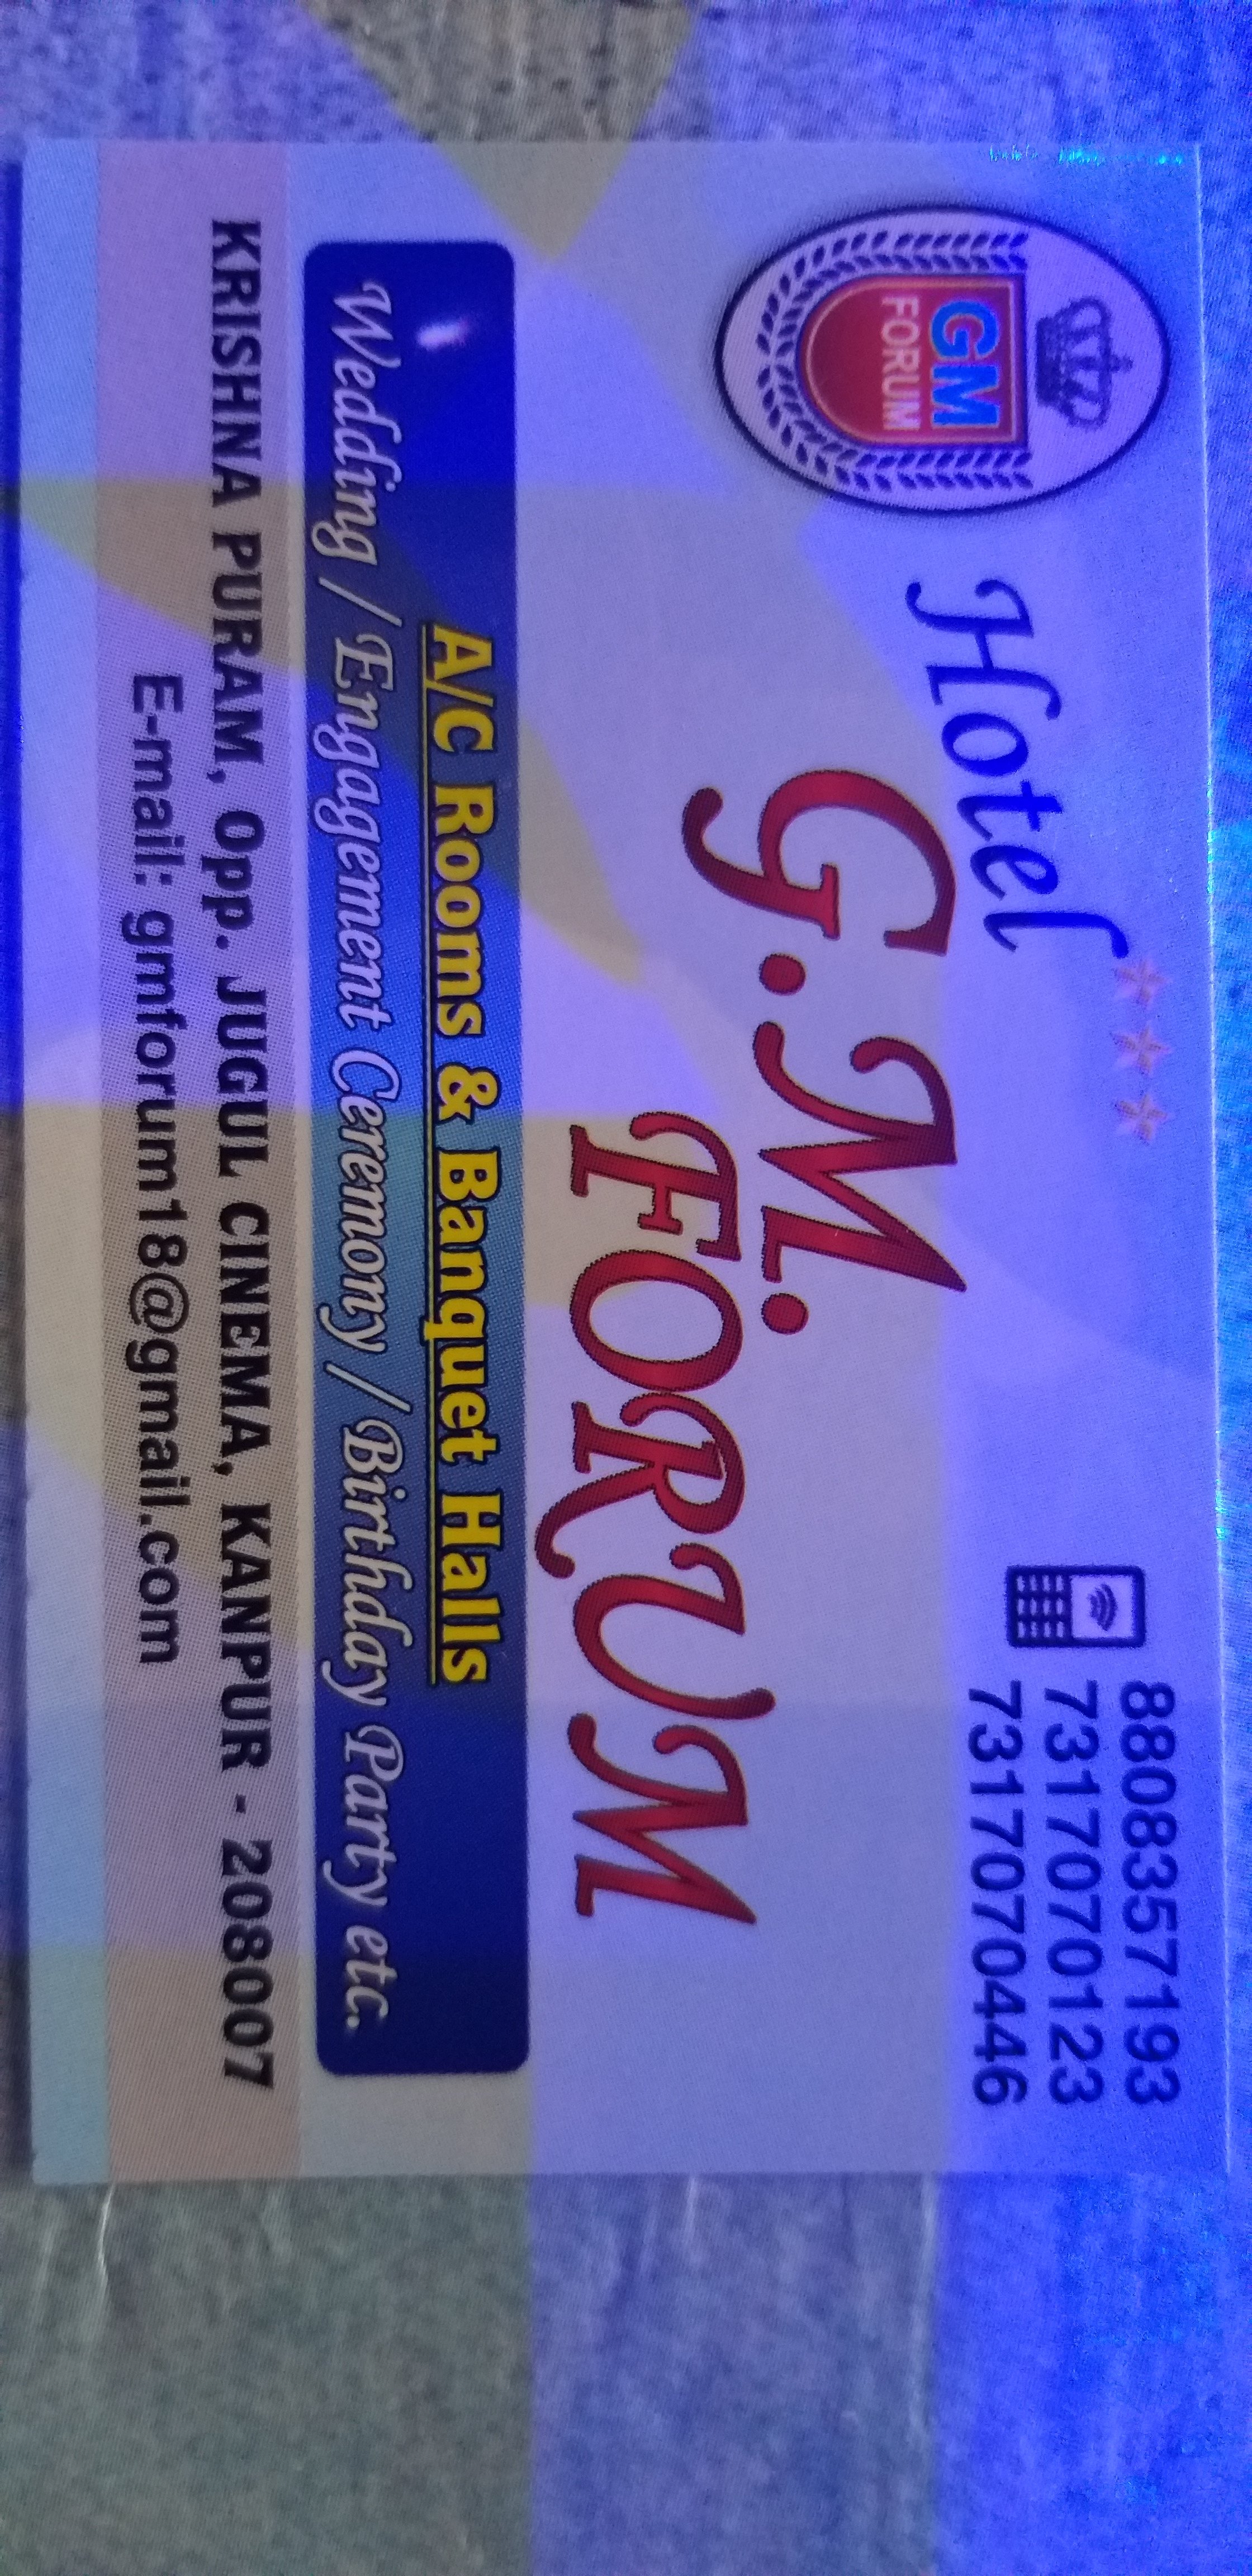 GM
FORUM
Hotel
8808357193
7317070123
7317070446
G.M.
FORUM
A/C Rooms & Banquet Halls
Wedding / Engagement Ceremony / Birthday Party etc.
KRISHNA PURAM, Opp. JUGUL CINEMA, KANPUR - 208007
E-mail: gmforum18@gmail.com